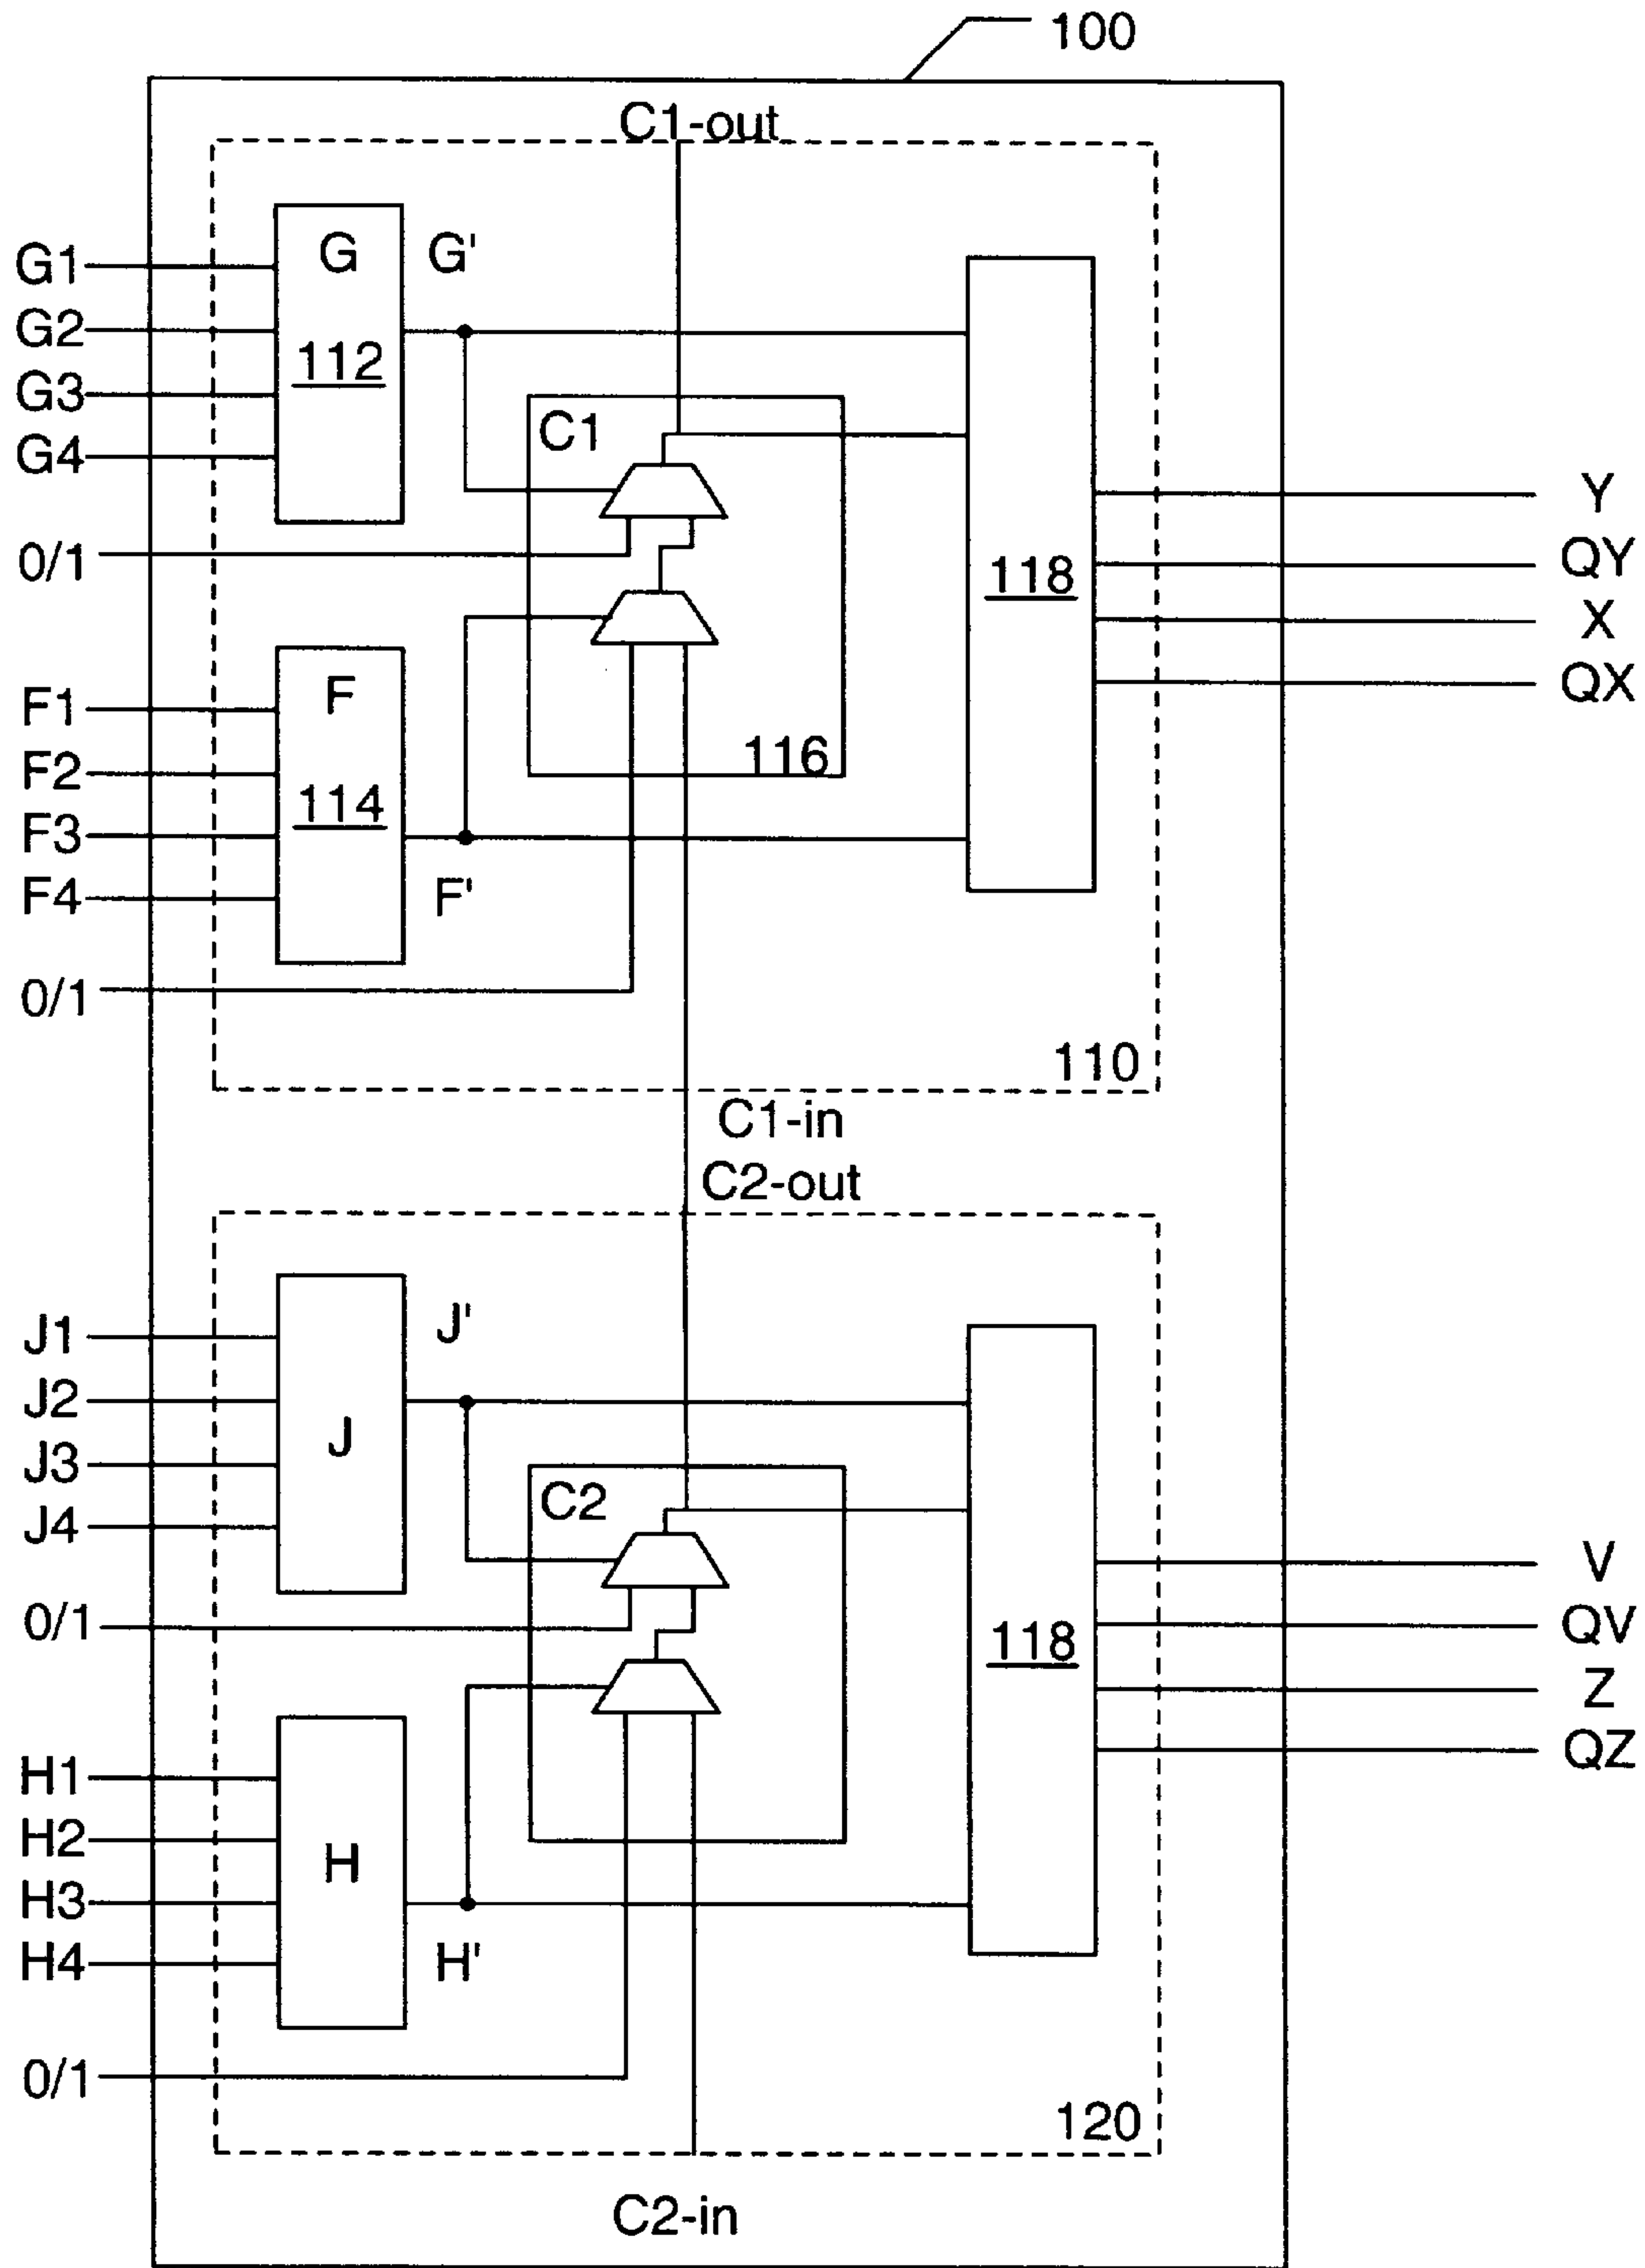 100
C1-out
G G'
G1
G2
112
G3
G4
C1
Y
0/1
QY
118
X
F
QX
F1
116
F2
114
F3
F4
F'
0/1
110
C1-in
C2-out
J1
J'
J2
J
J3
C2
J4
V
0/1
QV
118
Z
QZ
H1
H2
H
H3
H4
H'
0/1
120
C2-in